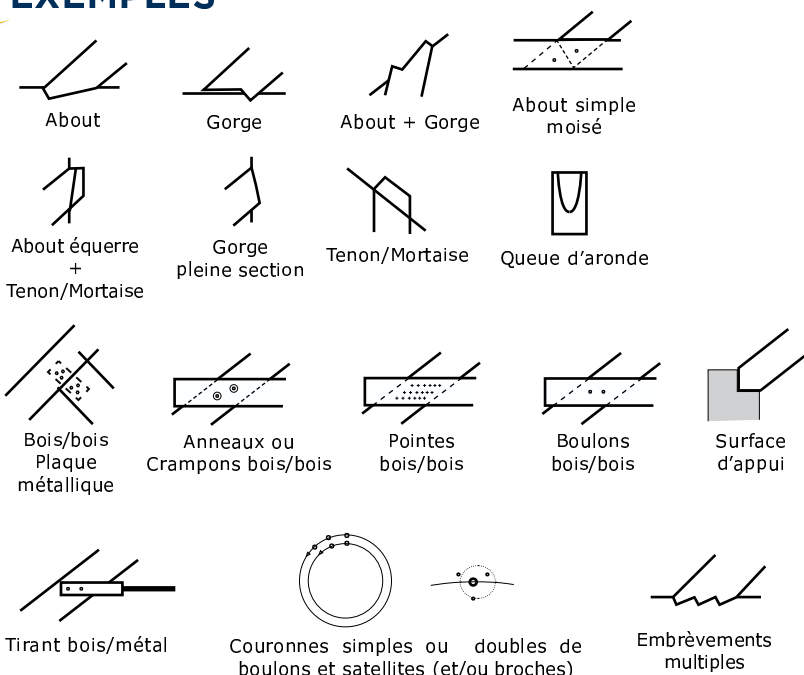 EXEMPLES
About
Gorge
About + Gorge
About simple
moisé
About équerre
+
Tenon/Mortaise
Gorge
pleine section
Tenon/Mortaise
Queue d'aronde
Bois/bois
Plaque
métallique
Anneaux ou
Crampons bois/bois
Pointes
bois/bois
Boulons
bois/bois
Surface
d'appui
Tirant bois/métal
Couronnes simples ou doubles de
boulons et satellites (et/ou broches)
Embrèvements
multiples